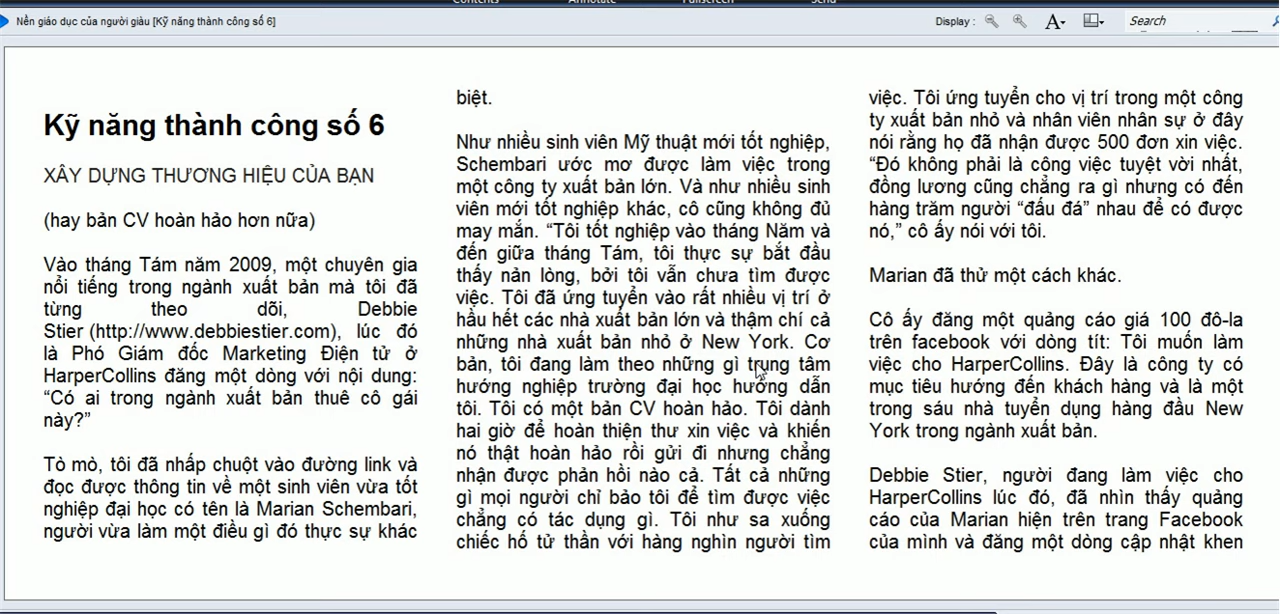 Contents Annotate Fullscreen Send
Nền giáo dục của người giàu [Kỹ năng thành công số 6]
Display :
A
Search
Kỹ năng thành công số 6
XÂY DỰNG THƯƠNG HIỆU CỦA BẠN
(hay bản CV hoàn hảo hơn nữa)
Vào tháng Tám năm 2009, một chuyên gia
nổi tiếng trong ngành xuất bản mà tôi đã
từng theo dõi, Debbie
Stier (http://www.debbiestier.com), lúc đó
là Phó Giám đốc Marketing Điện tử ở
HarperCollins đăng một dòng với nội dung:
“Có ai trong ngành xuất bản thuê cô gái
này?”
Tò mò, tôi đã nhấp chuột vào đường link và
đọc được thông tin về một sinh viên vừa tốt
nghiệp đại học có tên là Marian Schembari,
người vừa làm một điều gì đó thực sự khác
biệt.
Như nhiều sinh viên Mỹ thuật mới tốt nghiệp,
Schembari ước mơ được làm việc trong
một công ty xuất bản lớn. Và như nhiều sinh
viên mới tốt nghiệp khác, cô cũng không đủ
may mắn. “Tôi tốt nghiệp vào tháng Năm và
đến giữa tháng Tám, tôi thực sự bắt đầu
thấy nản lòng, bởi tôi vẫn chưa tìm được
việc. Tôi đã ứng tuyển vào rất nhiều vị trí ở
hầu hết các nhà xuất bản lớn và thậm chí cả
những nhà xuất bản nhỏ ở New York. Cơ
bản, tôi đang làm theo những gì trung tâm
hướng nghiệp trường đại học hướng dẫn
tôi. Tôi có một bản CV hoàn hảo. Tôi dành
hai giờ để hoàn thiện thư xin việc và khiến
nó thật hoàn hảo rồi gửi đi nhưng chẳng
nhận được phản hồi nào cả. Tất cả những
gì mọi người chỉ bảo tôi để tìm được việc
chẳng có tác dụng gì. Tôi như sa xuống
chiếc hố tử thần với hàng nghìn người tìm
việc. Tôi ứng tuyển cho vị trí trong một công
ty xuất bản nhỏ và nhân viên nhân sự ở đây
nói rằng họ đã nhận được 500 đơn xin việc.
“Đó không phải là công việc tuyệt vời nhất,
đồng lương cũng chẳng ra gì nhưng có đến
hàng trăm người “đấu đá” nhau để có được
nó,” cô ấy nói với tôi.
Marian đã thử một cách khác.
Cô ấy đăng một quảng cáo giá 100 đô-la
trên facebook với dòng tít: Tôi muốn làm
việc cho HarperCollins. Đây là công ty có
mục tiêu hướng đến khách hàng và là một
trong sáu nhà tuyển dụng hàng đầu New
York trong ngành xuất bản.
Debbie Stier, người đang làm việc cho
HarperCollins lúc đó, đã nhìn thấy quảng
cáo của Marian hiện trên trang Facebook
của mình và đăng một dòng cập nhật khen